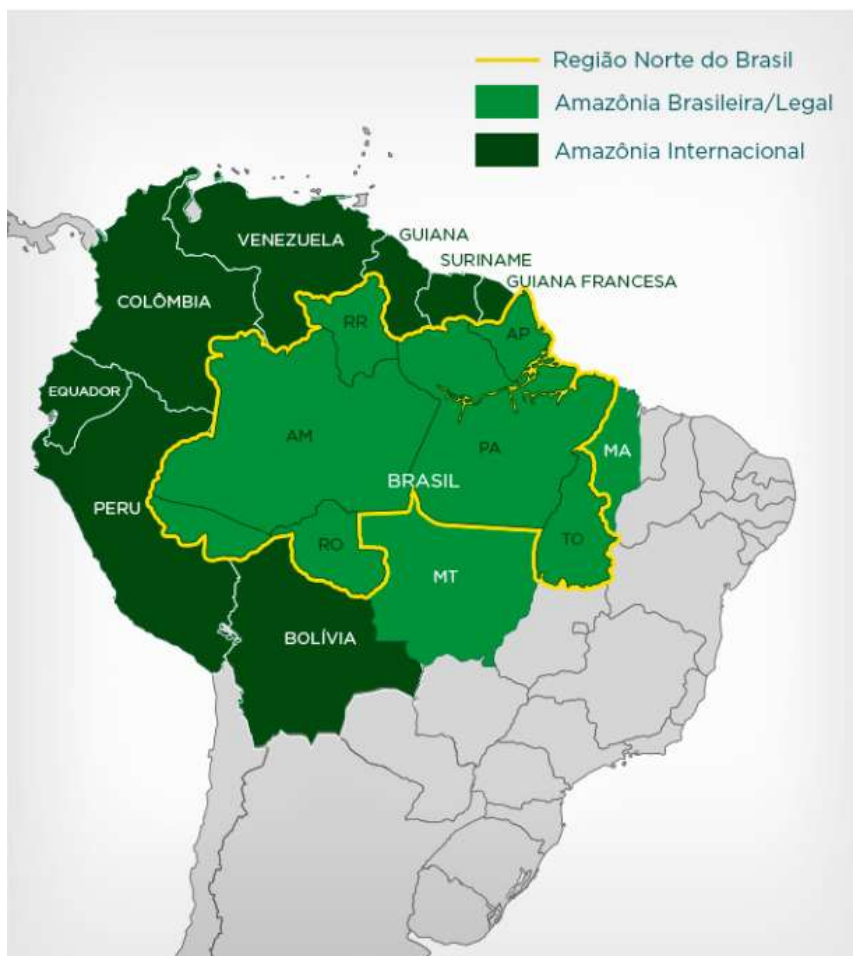 Região Norte do Brasil
Amazônia Brasileira/Legal
Amazônia Internacional
VENEZUELA
GUIANA
SURINAME
GUIANA FRANCESA
COLÔMBIA
RR
AP
EQUADOR
AM
PA
MA
BRASIL
PERU
RO
TO
MT
BOLÍVIA